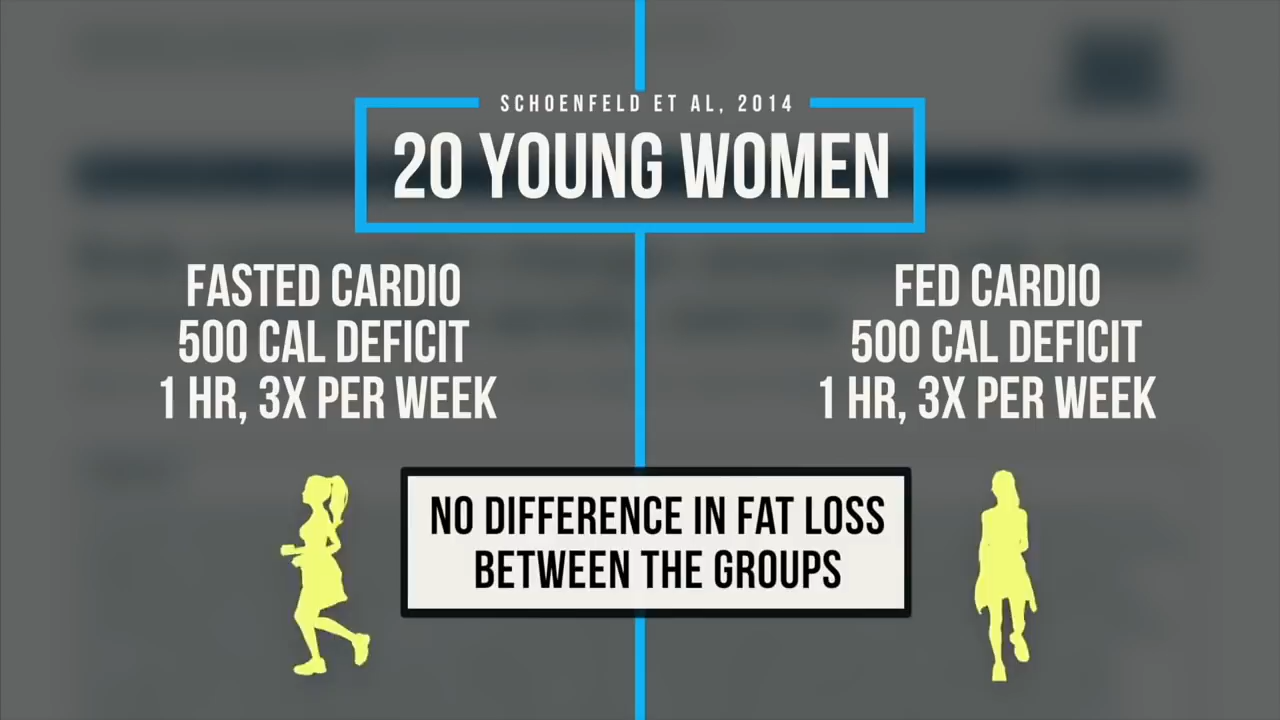 SCHOENFELD ET AL, 2014
20 YOUNG WOMEN
FASTED CARDIO
500 CAL DEFICIT
1 HR, 3X PER WEEK
FED CARDIO
500 CAL DEFICIT
1 HR, 3X PER WEEK
NO DIFFERENCE IN FAT LOSS
BETWEEN THE GROUPS